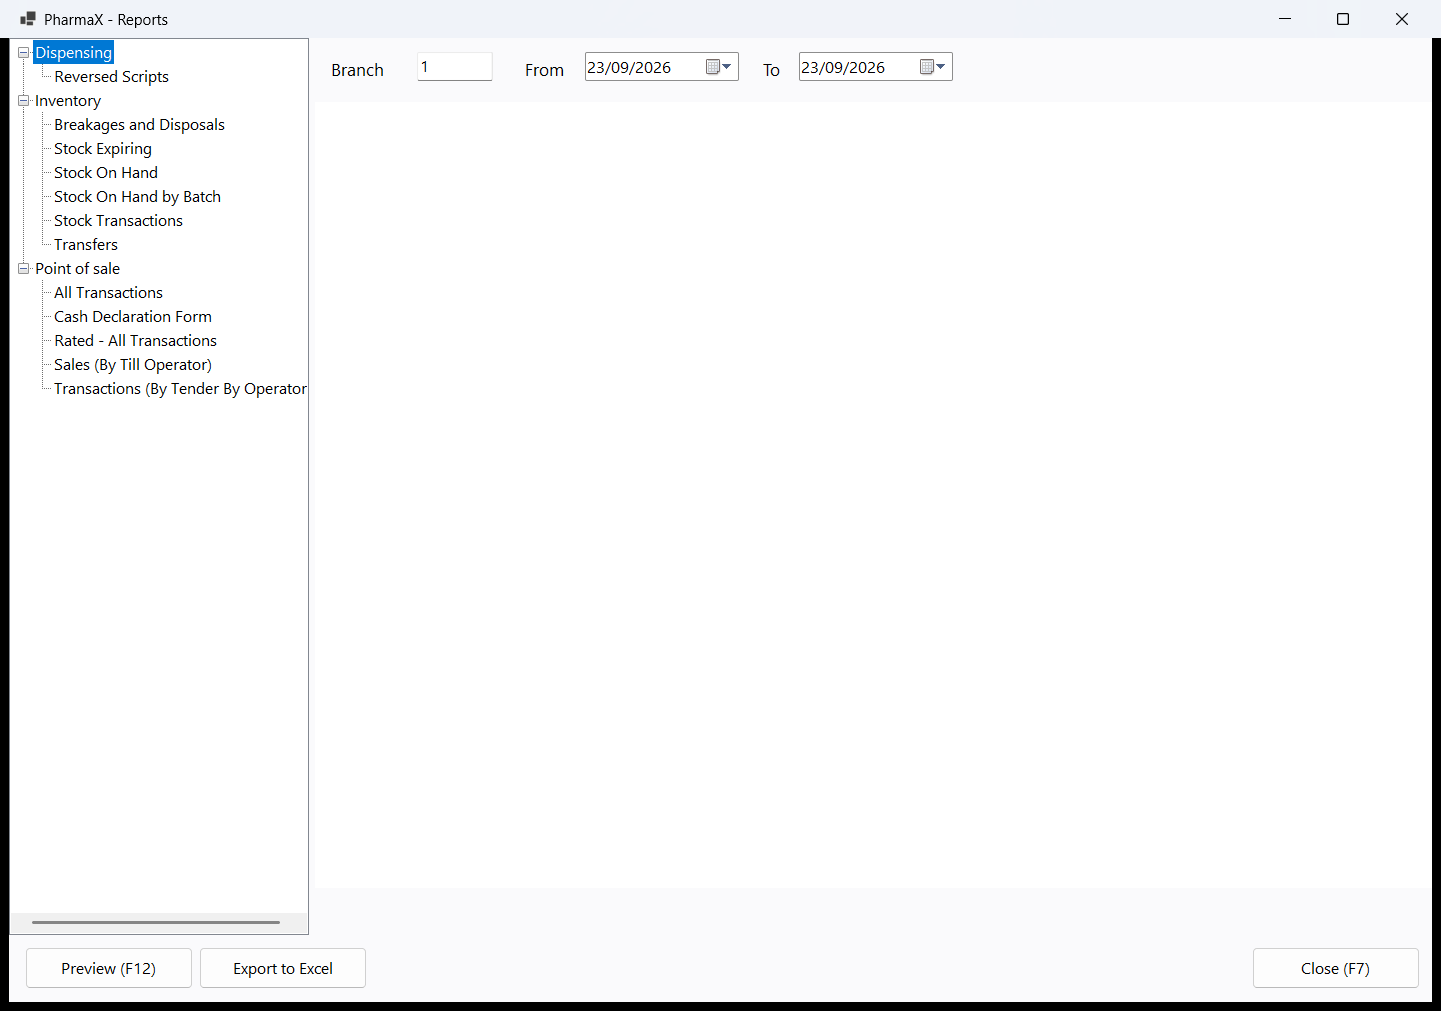 PharmaX - Reports
Dispensing
Reversed Scripts
Inventory
Breakages and Disposals
Stock Expiring
Stock On Hand
Stock On Hand by Batch
Stock Transactions
Transfers
Point of sale
All Transactions
Cash Declaration Form
Rated - All Transactions
Sales (By Till Operator)
Transactions (By Tender By Operator
Branch 1 From 23/09/2026 To 23/09/2026
Preview (F12) Export to Excel Close (F7)